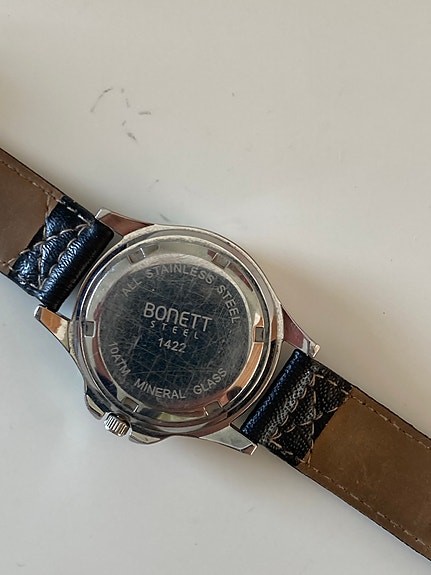 ALL STAINLESS STEEL
BONETT
STEEL
1422
10ATM MINERAL GLASS